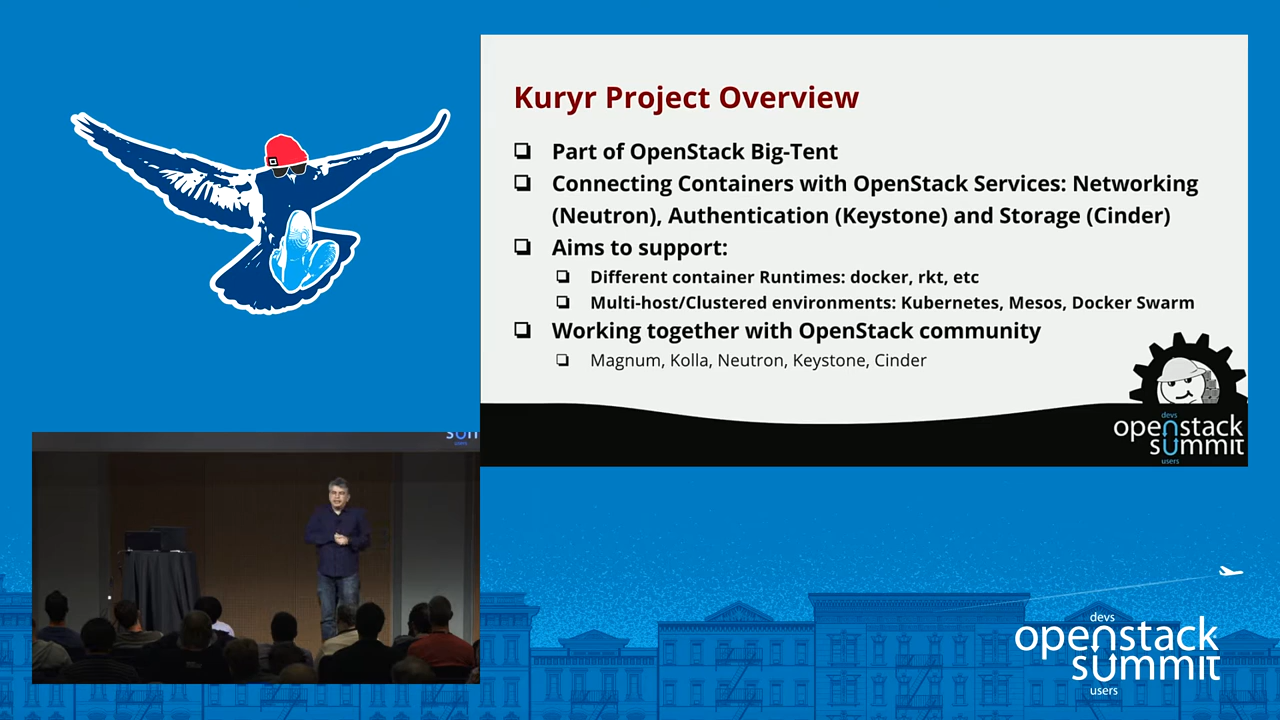 Kuryr Project Overview
Part of OpenStack Big-Tent
Connecting Containers with OpenStack Services: Networking
(Neutron), Authentication (Keystone) and Storage (Cinder)
Aims to support:
Different container Runtimes: docker, rkt, etc
Multi-host/Clustered environments: Kubernetes, Mesos, Docker Swarm
Working together with OpenStack community
Magnum, Kolla, Neutron, Keystone, Cinder
devs
openstack
summit
users
devs
openstack
summit
users